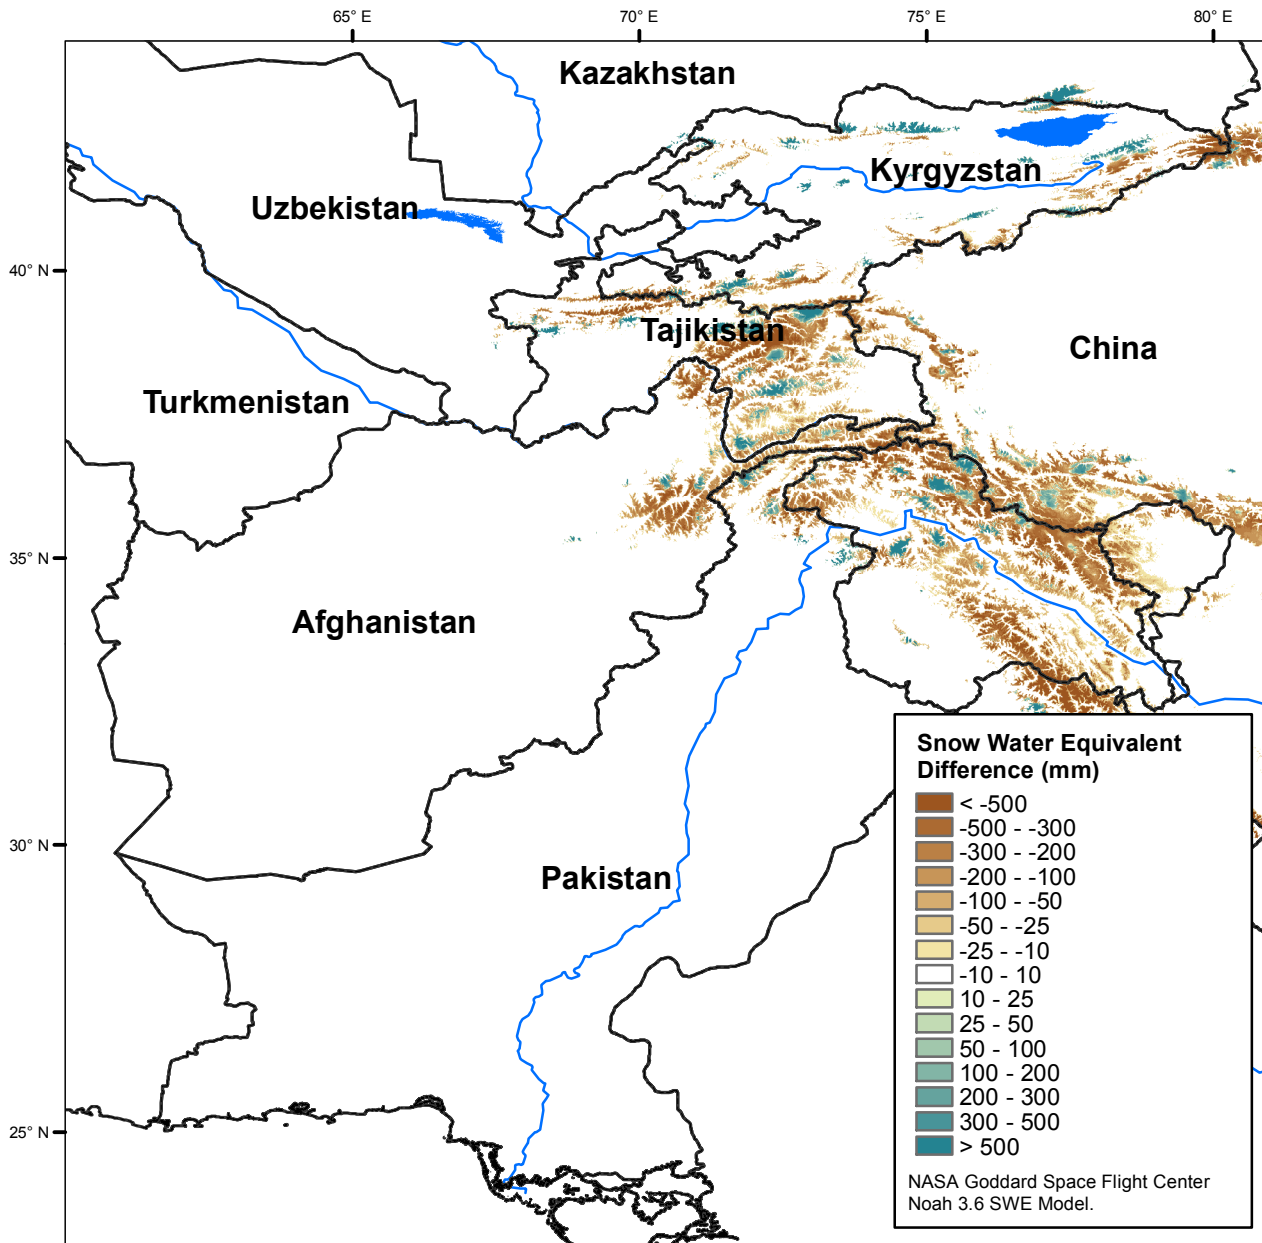 65° E
70° E
75° E
80° E
Kazakhstan
Kyrgyzstan
Uzbekistan
40° N
Tajikistan
China
Turkmenistan
35° N
Afghanistan
30° N
Pakistan
25° N
Snow Water Equivalent
Difference (mm)
< -500
-500 - -300
-300 - -200
-200 - -100
-100 - -50
-50 - -25
-25 - -10
-10 - 10
10 - 25
25 - 50
50 - 100
100 - 200
200 - 300
300 - 500
> 500
NASA Goddard Space Flight Center
Noah 3.6 SWE Model.